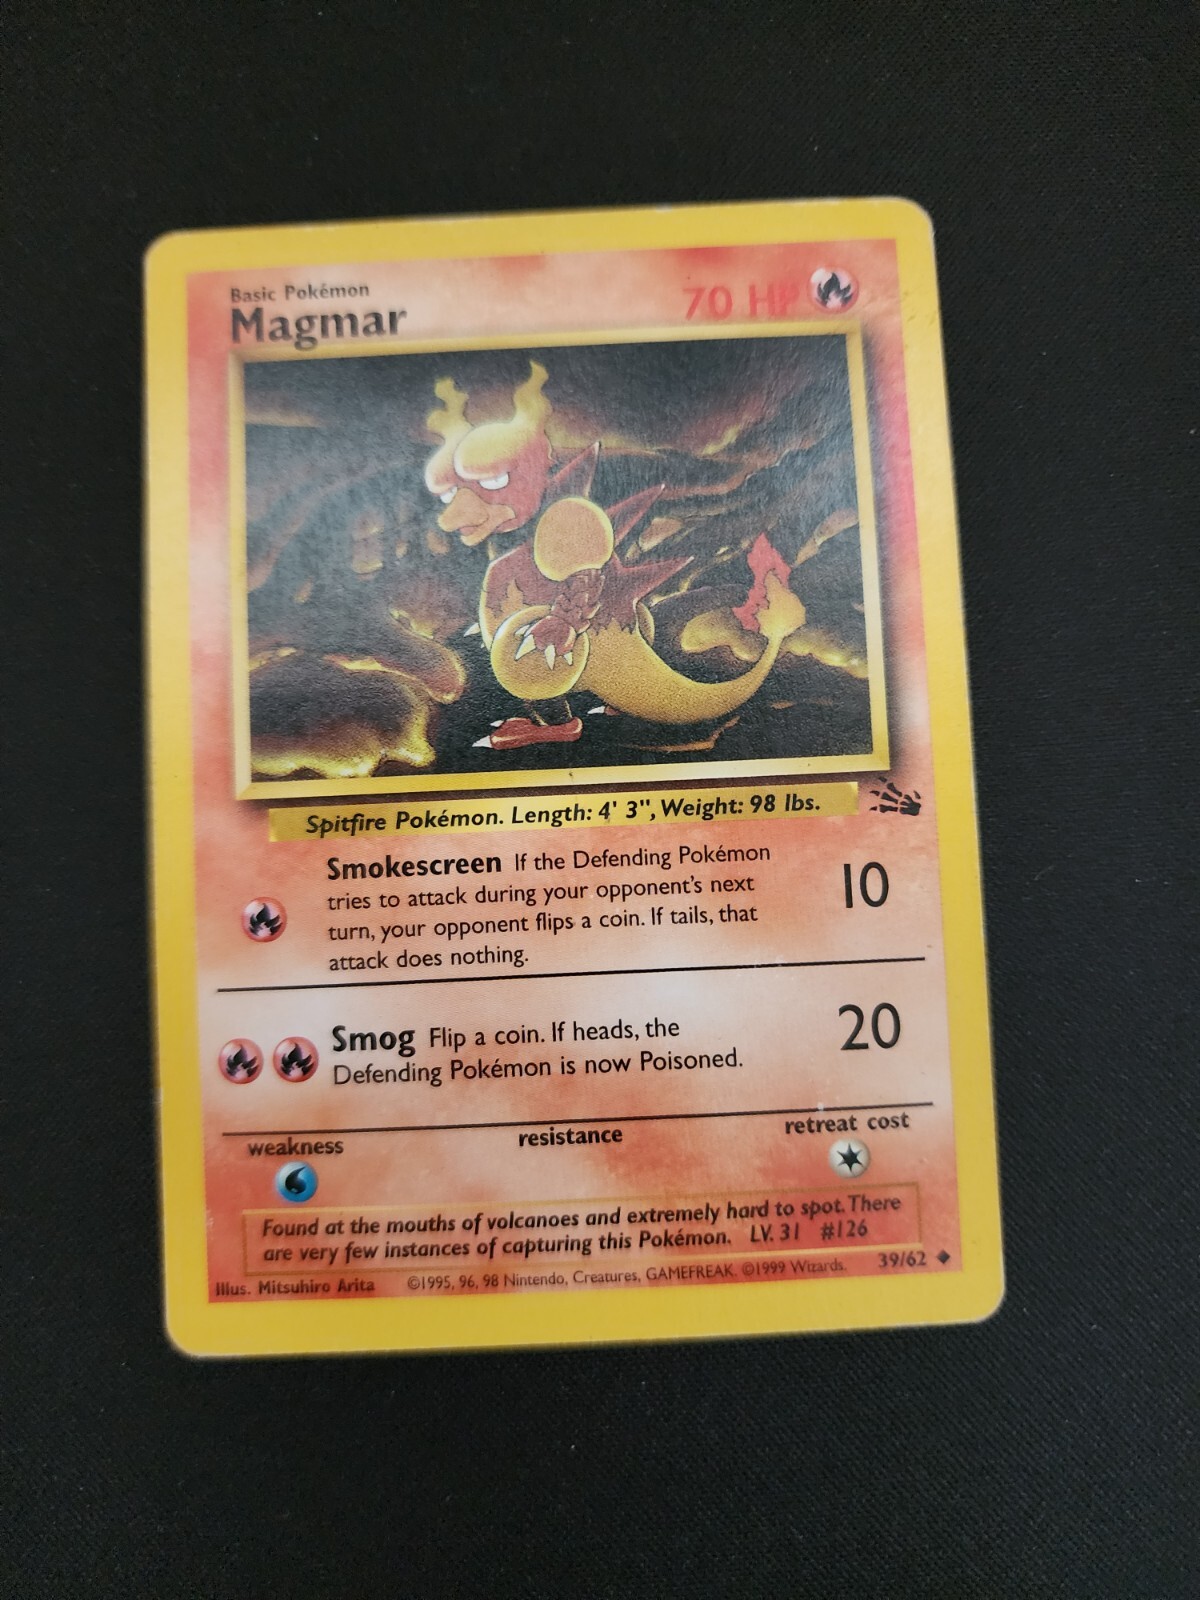 Basic Pokémon
Magmar
70 HP
Spitfire Pokémon. Length: 4' 3", Weight: 98 lbs.
Smokescreen If the Defending Pokémon
tries to attack during your opponent's next
turn, your opponent flips a coin. If tails, that
attack does nothing.
10
Smog Flip a coin. If heads, the
Defending Pokémon is now Poisoned.
20
weakness
resistance
retreat cost
Found at the mouths of volcanoes and extremely hard to spot. There
are very few instances of capturing this Pokémon. LV. 31 #126
Illus. Mitsuhiro Arita ©1995, 96, 98 Nintendo, Creatures, GAMEFREAK. ©1999 Wizards. 39/62